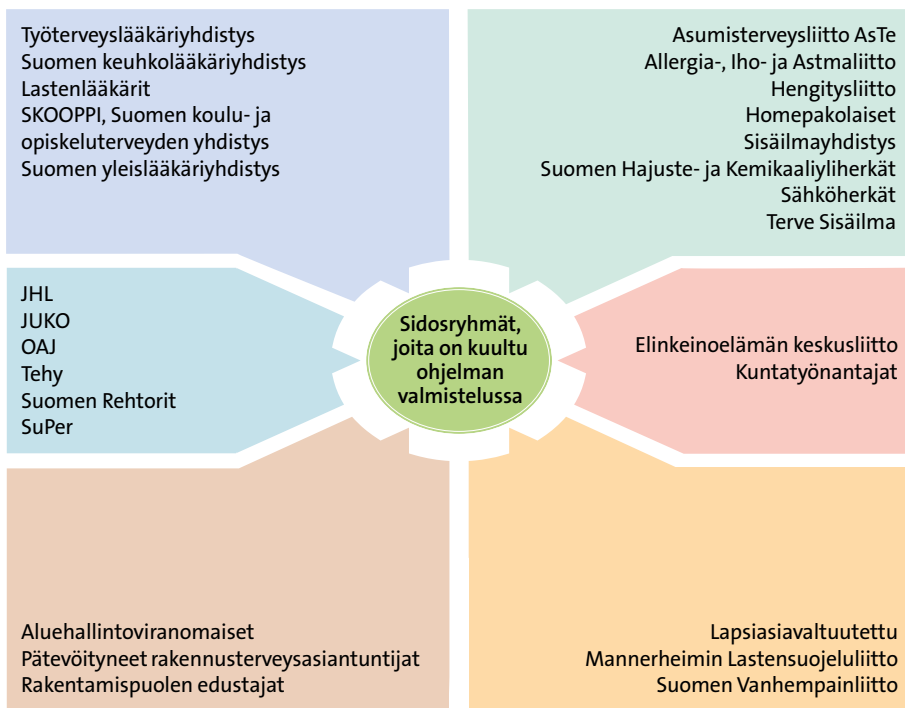 Työterveyslääkäriyhdistys
Suomen keuhkolääkäriyhdistys
Lastenlääkärit
SKOOPPI, Suomen koulu- ja
opiskeluterveyden yhdistys
Suomen yleislääkäriyhdistys
Asumisterveysliitto AsTe
Allergia-, Iho- ja Astmaliitto
Hengitysliitto
Homepakolaiset
Sisäilmayhdistys
Suomen Hajuste- ja Kemikaaliyliherkät
Sähköherkät
Terve Sisäilma
JHL
JUKO
OAJ
Tehy
Suomen Rehtorit
SuPer
Sidosryhmät,
joita on kuultu
ohjelman
valmistelussa
Elinkeinoelämän keskusliitto
Kuntatyönantajat
Aluehallintoviranomaiset
Pätevöityneet rakennusterveysasiantuntijat
Rakentamispuolen edustajat
Lapsiasiavaltuutettu
Mannerheimin Lastensuojeluliitto
Suomen Vanhempainliitto